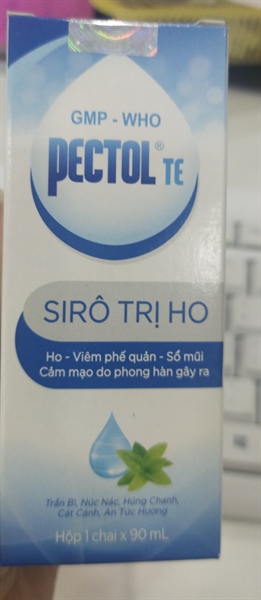 GMP - WHO
PECTOL® TE
SIRÔ TRỊ HO
Ho - Viêm phế quản - Sổ mũi
Cảm mạo do phong hàn gây ra
Trần Bì, Núc Nác, Húng Chanh,
Cát Cánh, An Tức Hương
Hộp 1 chai x 90 mL